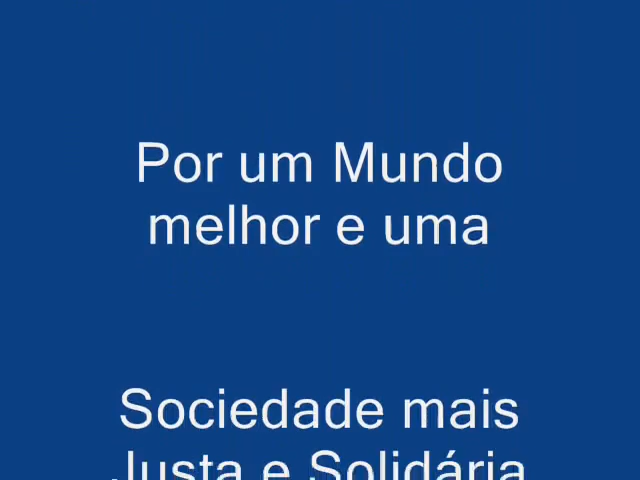 Por um Mundo
melhor e uma
Sociedade mais
Justa e Solidária